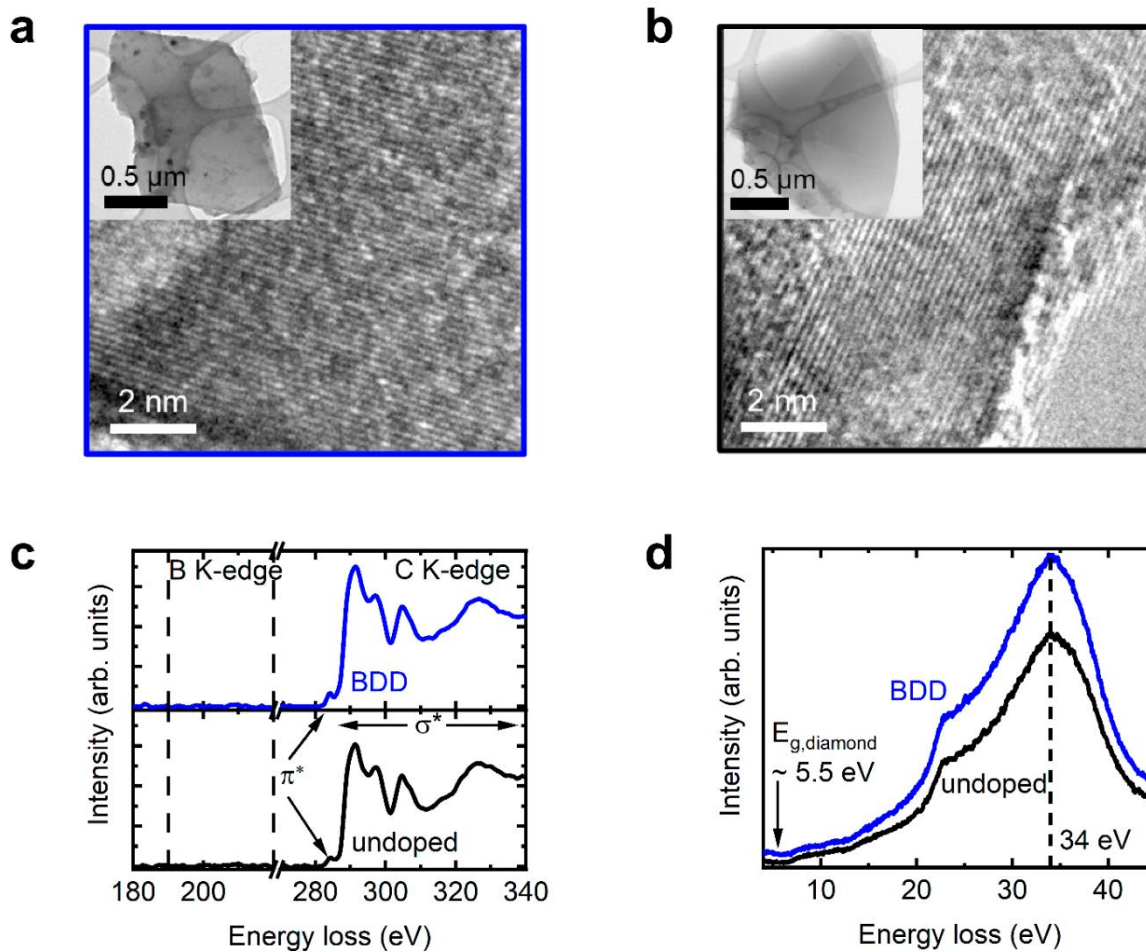 a
0.5 µm
2 nm
b
0.5 µm
2 nm
c
B K-edge
C K-edge
BDD
σ*
π*
undoped
Intensity (arb. units)
180 200
280 300 320 340
Energy loss (eV)
d
BDD
E_g,diamond
~ 5.5 eV
undoped
34 eV
Intensity (arb. units)
10 20 30 40
Energy loss (eV)